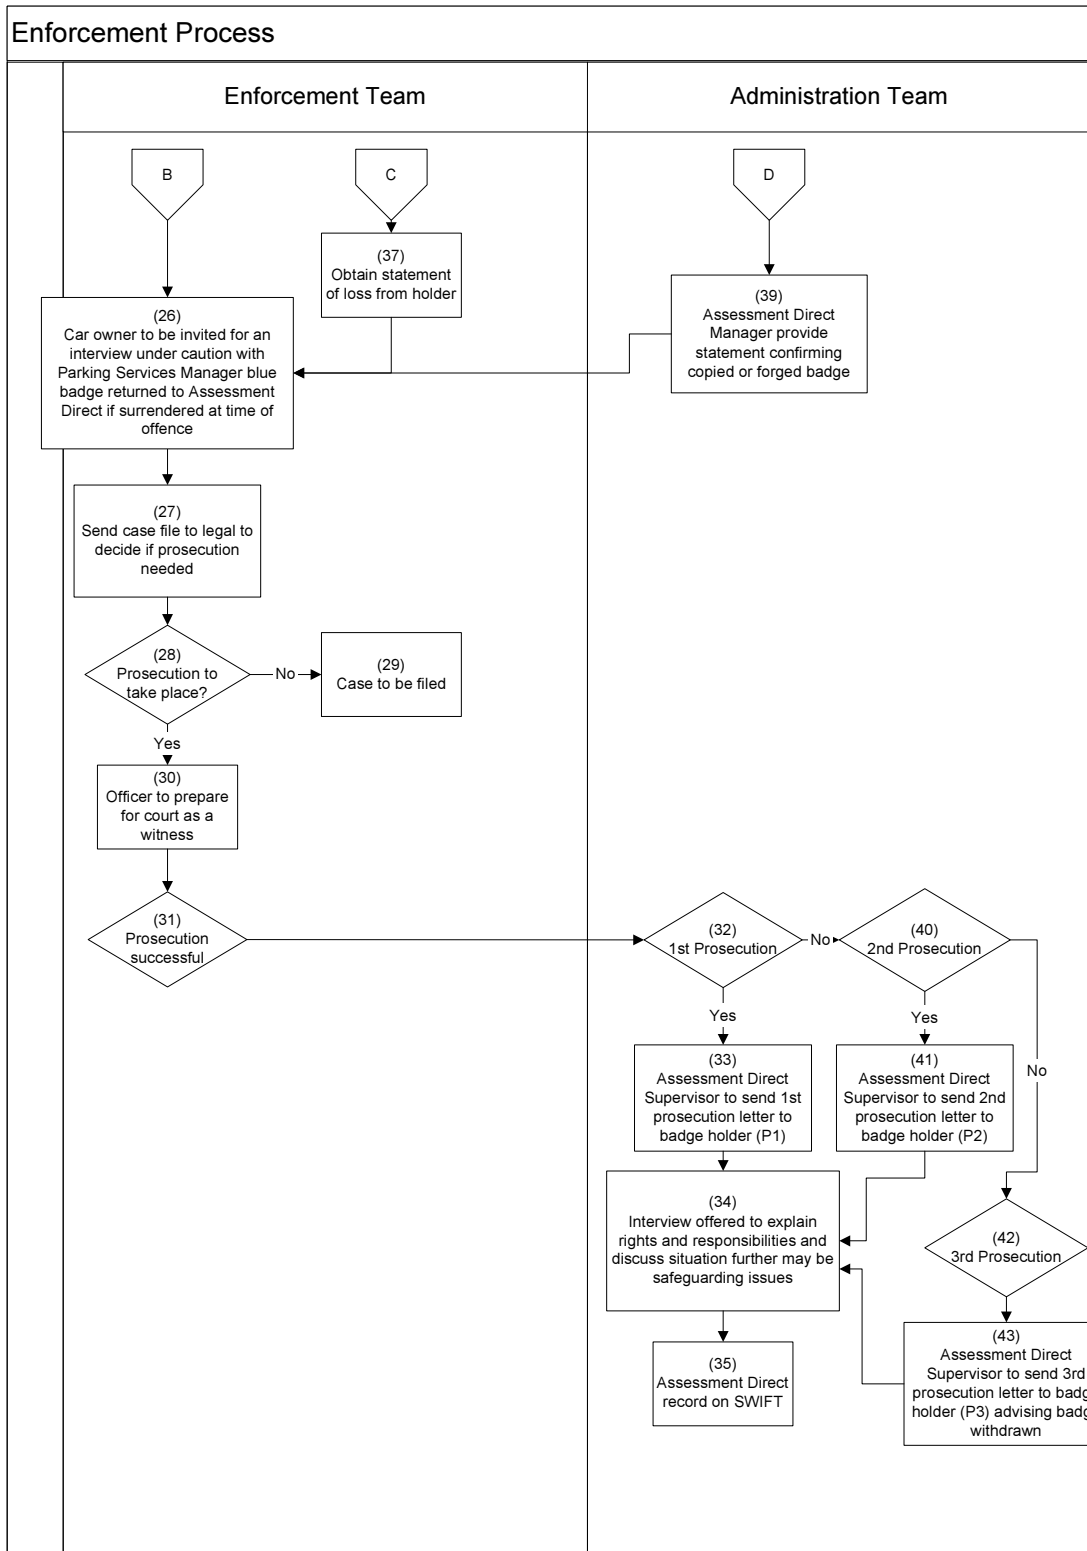 Enforcement Process
Enforcement Team
Administration Team
B
C
D
(37)
Obtain statement
of loss from holder
(26)
Car owner to be invited for an
interview under caution with
Parking Services Manager blue
badge returned to Assessment
Direct if surrendered at time of
offence
(39)
Assessment Direct
Manager provide
statement confirming
copied or forged badge
(27)
Send case file to legal to
decide if prosecution
needed
(28)
Prosecution to
take place?
No
(29)
Case to be filed
Yes
(30)
Officer to prepare
for court as a
witness
(31)
Prosecution
successful
(32)
1st Prosecution
No
(40)
2nd Prosecution
Yes
Yes
No
(33)
Assessment Direct
Supervisor to send 1st
prosecution letter to
badge holder (P1)
(41)
Assessment Direct
Supervisor to send 2nd
prosecution letter to
badge holder (P2)
(34)
Interview offered to explain
rights and responsibilities and
discuss situation further may be
safeguarding issues
(42)
3rd Prosecution
(35)
Assessment Direct
record on SWIFT
(43)
Assessment Direct
Supervisor to send 3rd
prosecution letter to badg
holder (P3) advising badg
withdrawn